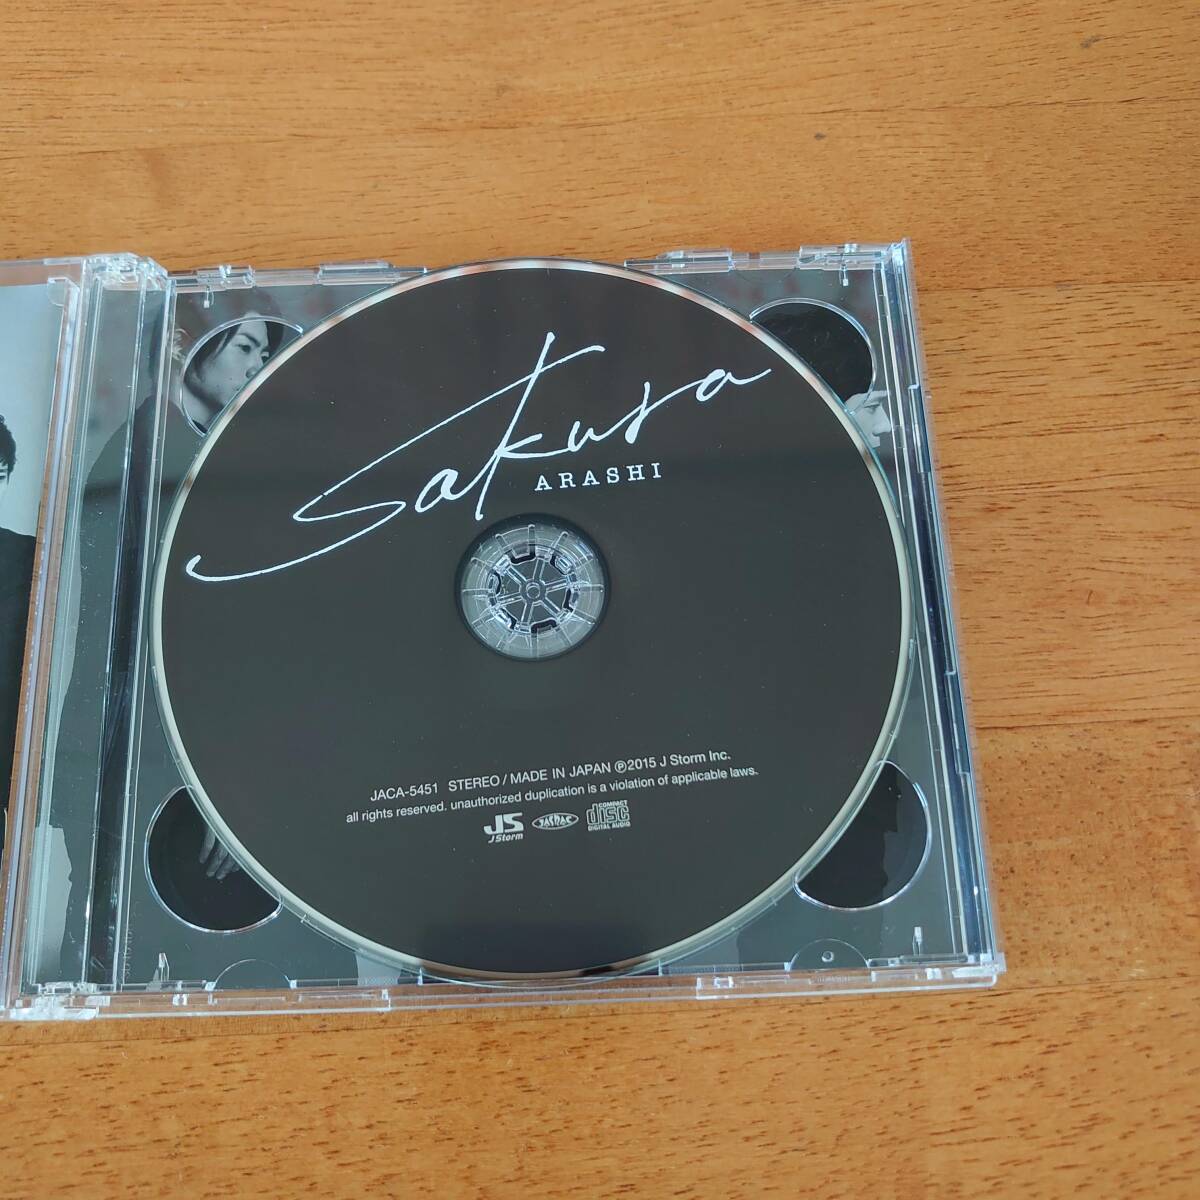 Sakura
ARASHI
JACA-5451 STEREO / MADE IN JAPAN ℗2015 J Storm Inc.
all rights reserved. unauthorized duplication is a violation of applicable laws.
JS
J Storm
JASRAC
COMPACT
disc
DIGITAL AUDIO